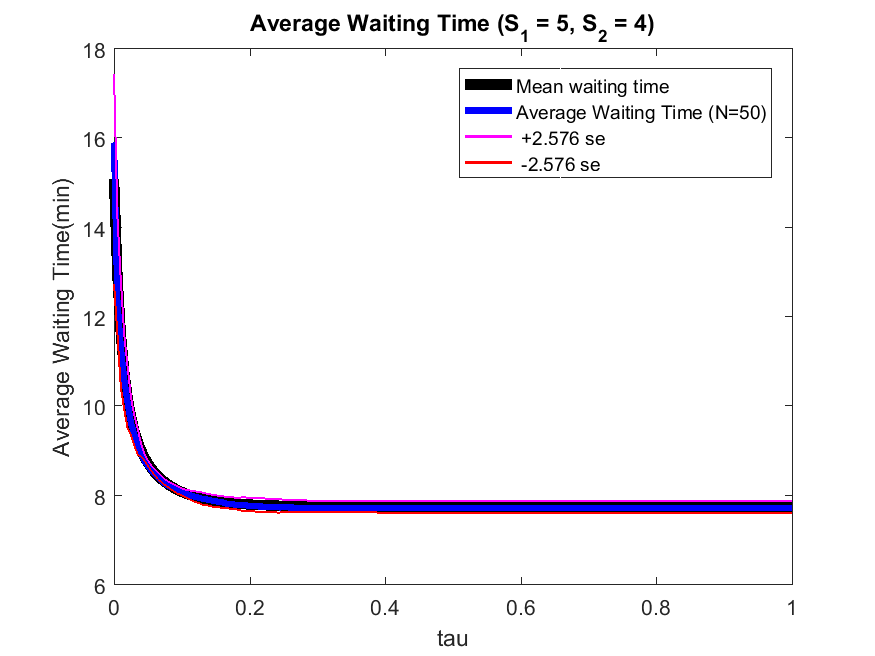 Average Waiting Time (S1 = 5, S2 = 4)
18
16
14
12
10
8
6
Average Waiting Time(min)
Mean waiting time
Average Waiting Time (N=50)
+2.576 se
-2.576 se
0 0.2 0.4 0.6 0.8 1
tau